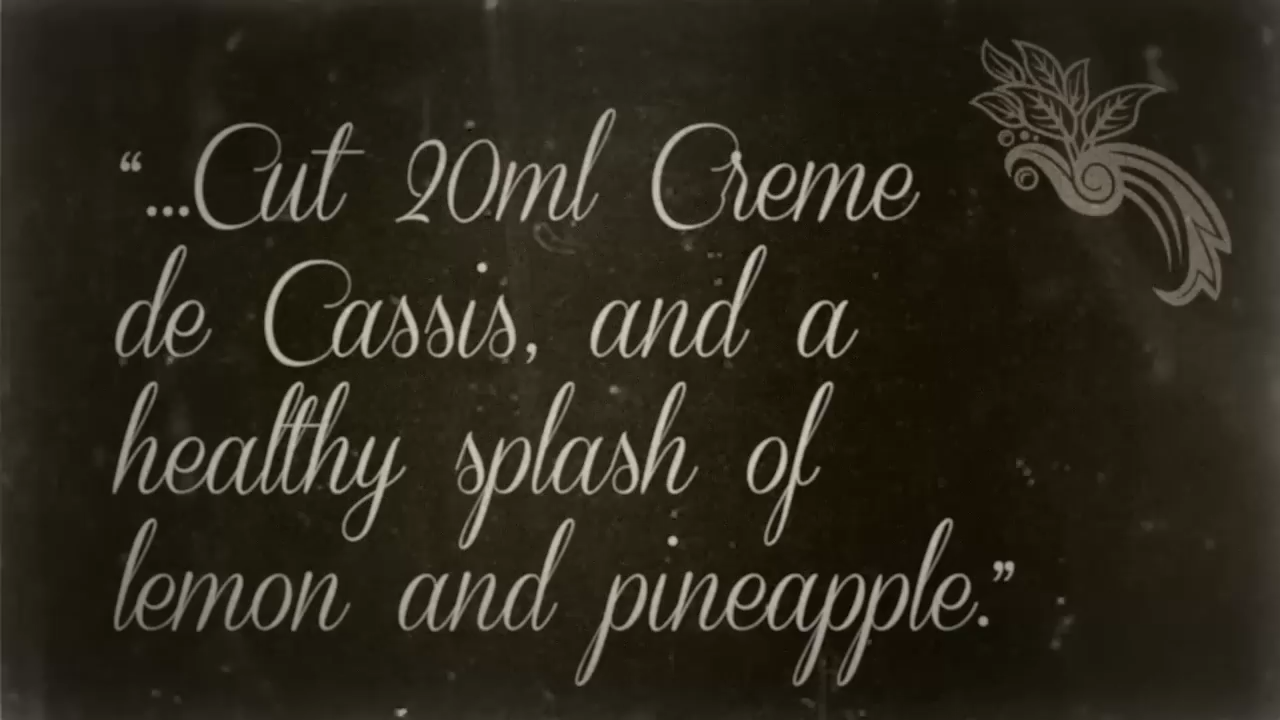 “...Cut 20ml Creme
de Cassis, and a
healthy splash of
lemon and pineapple.”